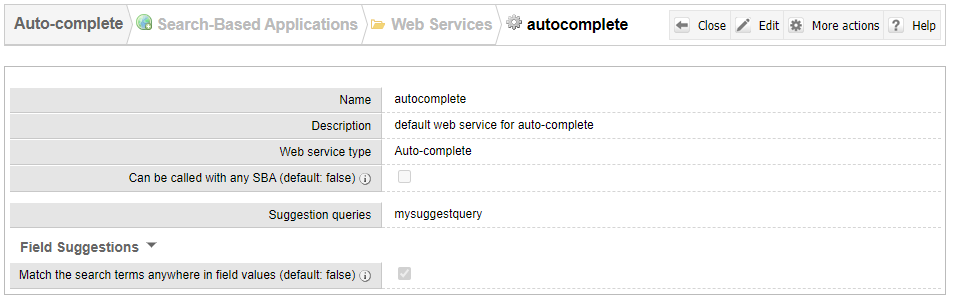 Auto-complete Search-Based Applications Web Services autocomplete Close Edit More actions ? Help
Name autocomplete
Description default web service for auto-complete
Web service type Auto-complete
Can be called with any SBA (default: false) i
Suggestion queries mysuggestquery
Field Suggestions
Match the search terms anywhere in field values (default: false) i